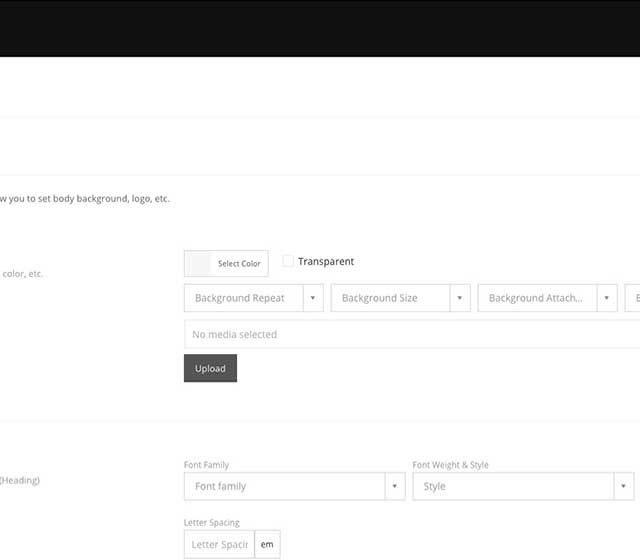 w you to set body background, logo, etc.
color, etc.
Select Color
Transparent
Background Repeat
Background Size
Background Attach...
No media selected
Upload
(Heading)
Font Family
Font Weight & Style
Font family
Style
Letter Spacing
Letter Spacin
em